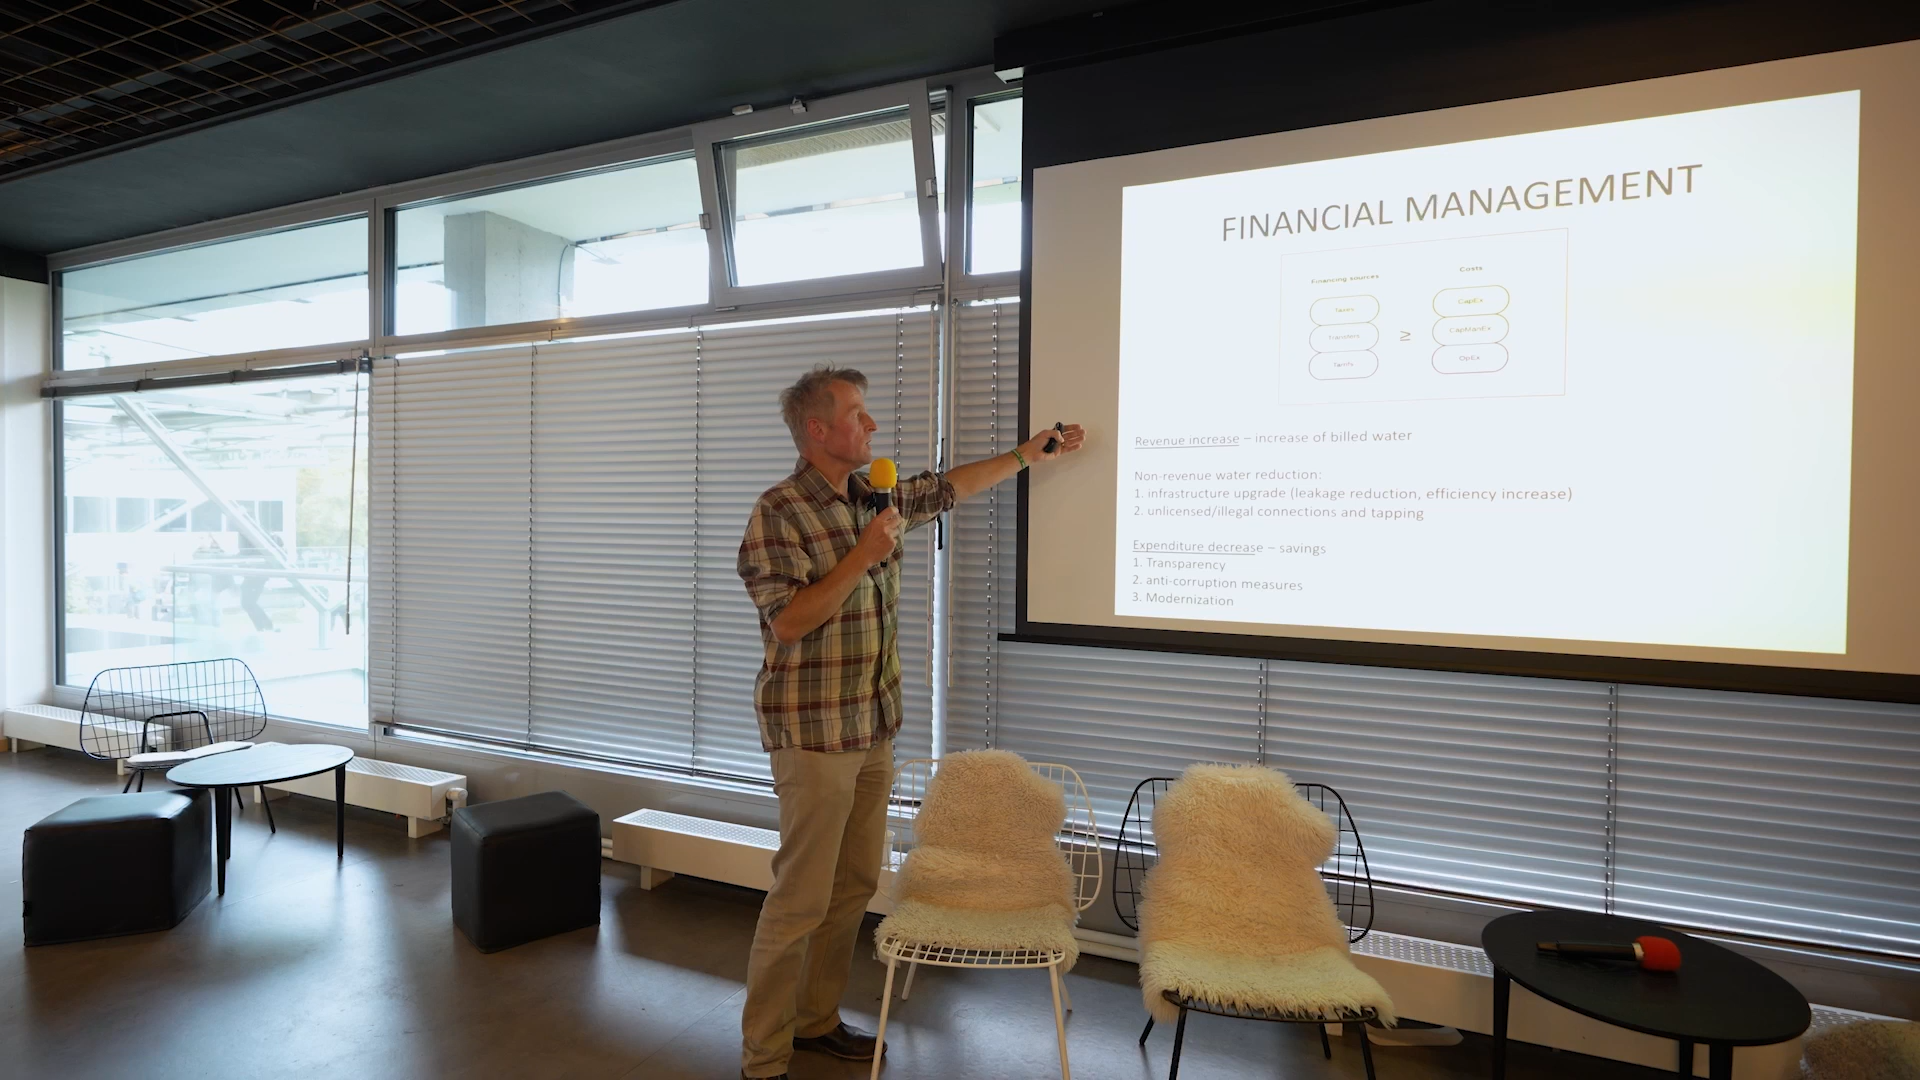 FINANCIAL MANAGEMENT
Financing sources
Costs
Taxes
Transfers
Tariffs
≥
CapEx
CapManEx
OpEx
Revenue increase – increase of billed water
Non-revenue water reduction:
1. infrastructure upgrade (leakage reduction, efficiency increase)
2. unlicensed/illegal connections and tapping
Expenditure decrease – savings
1. Transparency
2. anti-corruption measures
3. Modernization